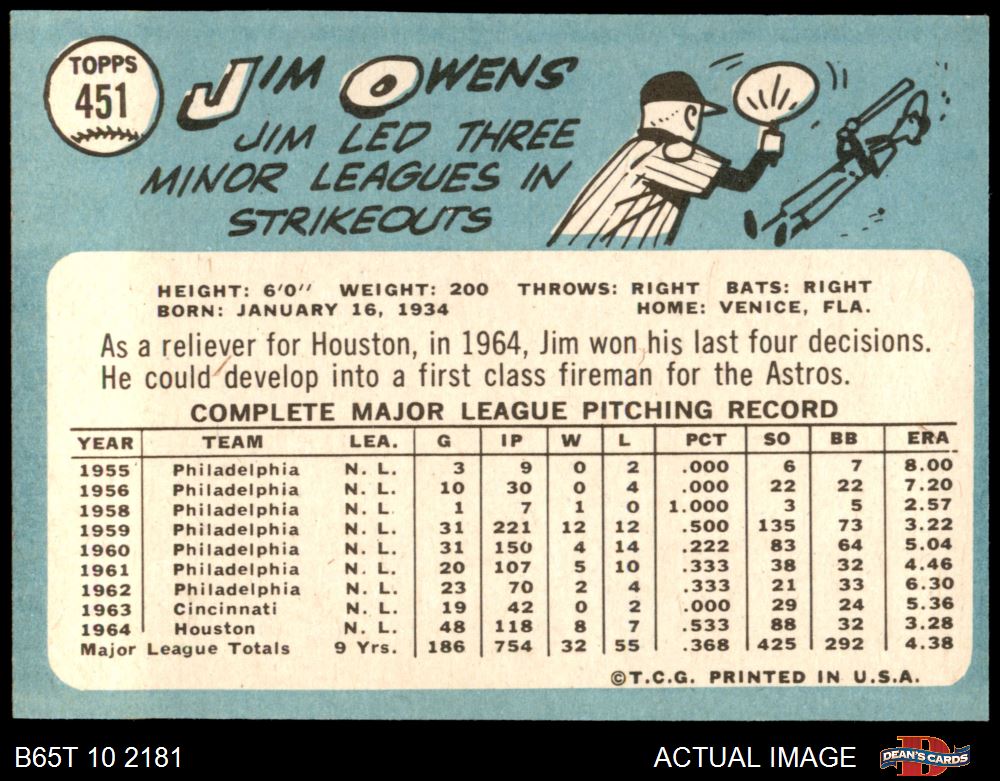 TOPPS
451
JIM OWENS
JIM LED THREE
MINOR LEAGUES IN
STRIKEOUTS
HEIGHT: 6'0" WEIGHT: 200 THROWS: RIGHT BATS: RIGHT
BORN: JANUARY 16, 1934 HOME: VENICE, FLA.
As a reliever for Houston, in 1964, Jim won his last four decisions.
He could develop into a first class fireman for the Astros.
COMPLETE MAJOR LEAGUE PITCHING RECORD
YEAR TEAM LEA. G IP W L PCT SO BB ERA
1955 Philadelphia N. L. 3 9 0 2 .000 6 7 8.00
1956 Philadelphia N. L. 10 30 0 4 .000 22 22 7.20
1958 Philadelphia N. L. 1 7 1 0 1.000 3 5 2.57
1959 Philadelphia N. L. 31 221 12 12 .500 135 73 3.22
1960 Philadelphia N. L. 31 150 4 14 .222 83 64 5.04
1961 Philadelphia N. L. 20 107 5 10 .333 38 32 4.46
1962 Philadelphia N. L. 23 70 2 4 .333 21 33 6.30
1963 Cincinnati N. L. 19 42 0 2 .000 29 24 5.36
1964 Houston N. L. 48 118 8 7 .533 88 32 3.28
Major League Totals 9 Yrs. 186 754 32 55 .368 425 292 4.38
©T.C.G. PRINTED IN U.S.A.
B65T 10 2181 ACTUAL IMAGE DEAN'S CARDS